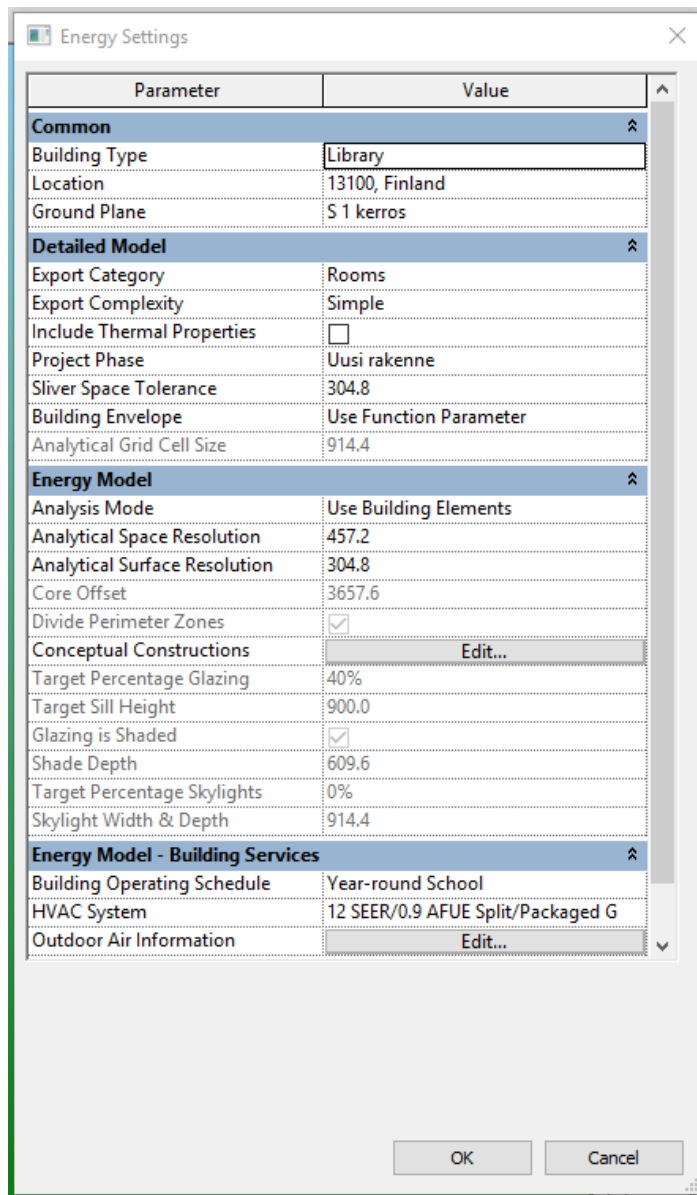 Energy Settings
Parameter Value
Common
Building Type Library
Location 13100, Finland
Ground Plane S 1 kerros
Detailed Model
Export Category Rooms
Export Complexity Simple
Include Thermal Properties
Project Phase Uusi rakenne
Sliver Space Tolerance 304.8
Building Envelope Use Function Parameter
Analytical Grid Cell Size 914.4
Energy Model
Analysis Mode Use Building Elements
Analytical Space Resolution 457.2
Analytical Surface Resolution 304.8
Core Offset 3657.6
Divide Perimeter Zones
Conceptual Constructions Edit...
Target Percentage Glazing 40%
Target Sill Height 900.0
Glazing is Shaded
Shade Depth 609.6
Target Percentage Skylights 0%
Skylight Width & Depth 914.4
Energy Model - Building Services
Building Operating Schedule Year-round School
HVAC System 12 SEER/0.9 AFUE Split/Packaged G
Outdoor Air Information Edit...
OK Cancel